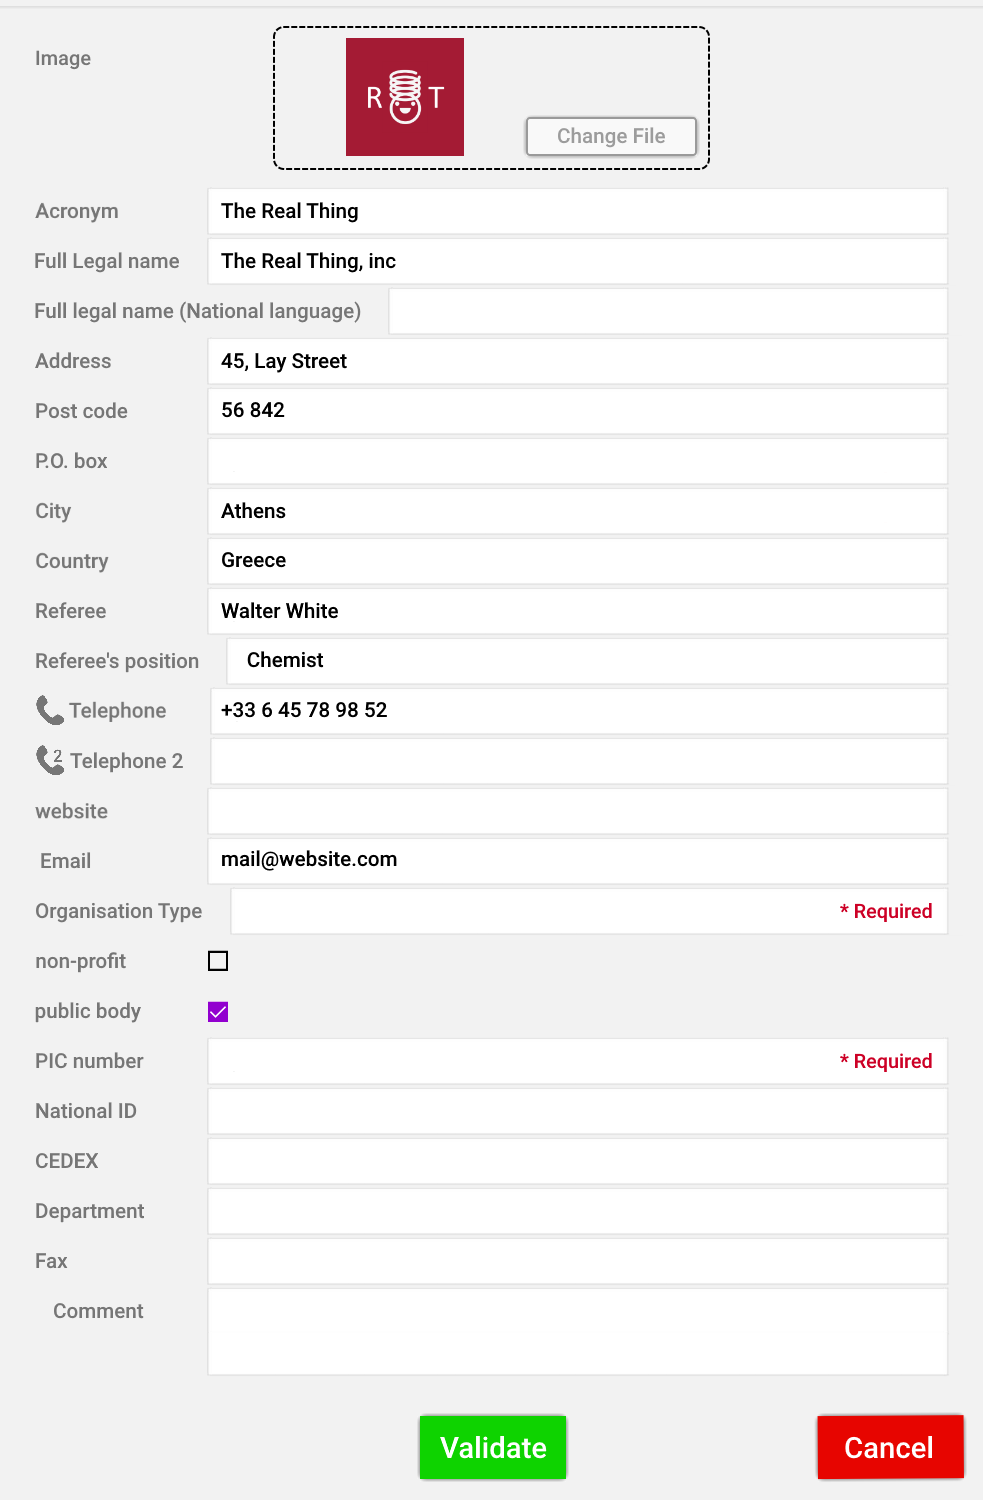 Image
R T
Change File
Acronym The Real Thing
Full Legal name The Real Thing, inc
Full legal name (National language)
Address 45, Lay Street
Post code 56 842
P.O. box
City Athens
Country Greece
Referee Walter White
Referee's position Chemist
Telephone +33 6 45 78 98 52
2 Telephone 2
website
Email mail@website.com
Organisation Type * Required
non-profit
public body
PIC number * Required
National ID
CEDEX
Department
Fax
Comment
Validate Cancel